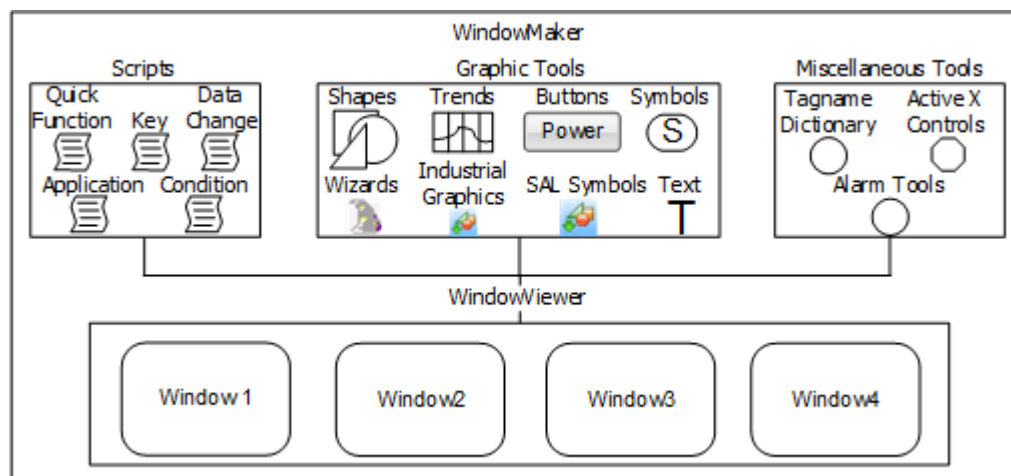 WindowMaker
Scripts
Graphic Tools
Miscellaneous Tools
Quick
Function
Key
Data
Change
Application
Condition
Shapes
Trends
Buttons
Symbols
Power
S
Wizards
Industrial
Graphics
SAL Symbols
Text
T
Tagname
Dictionary
Active X
Controls
Alarm Tools
WindowViewer
Window 1
Window2
Window3
Window4